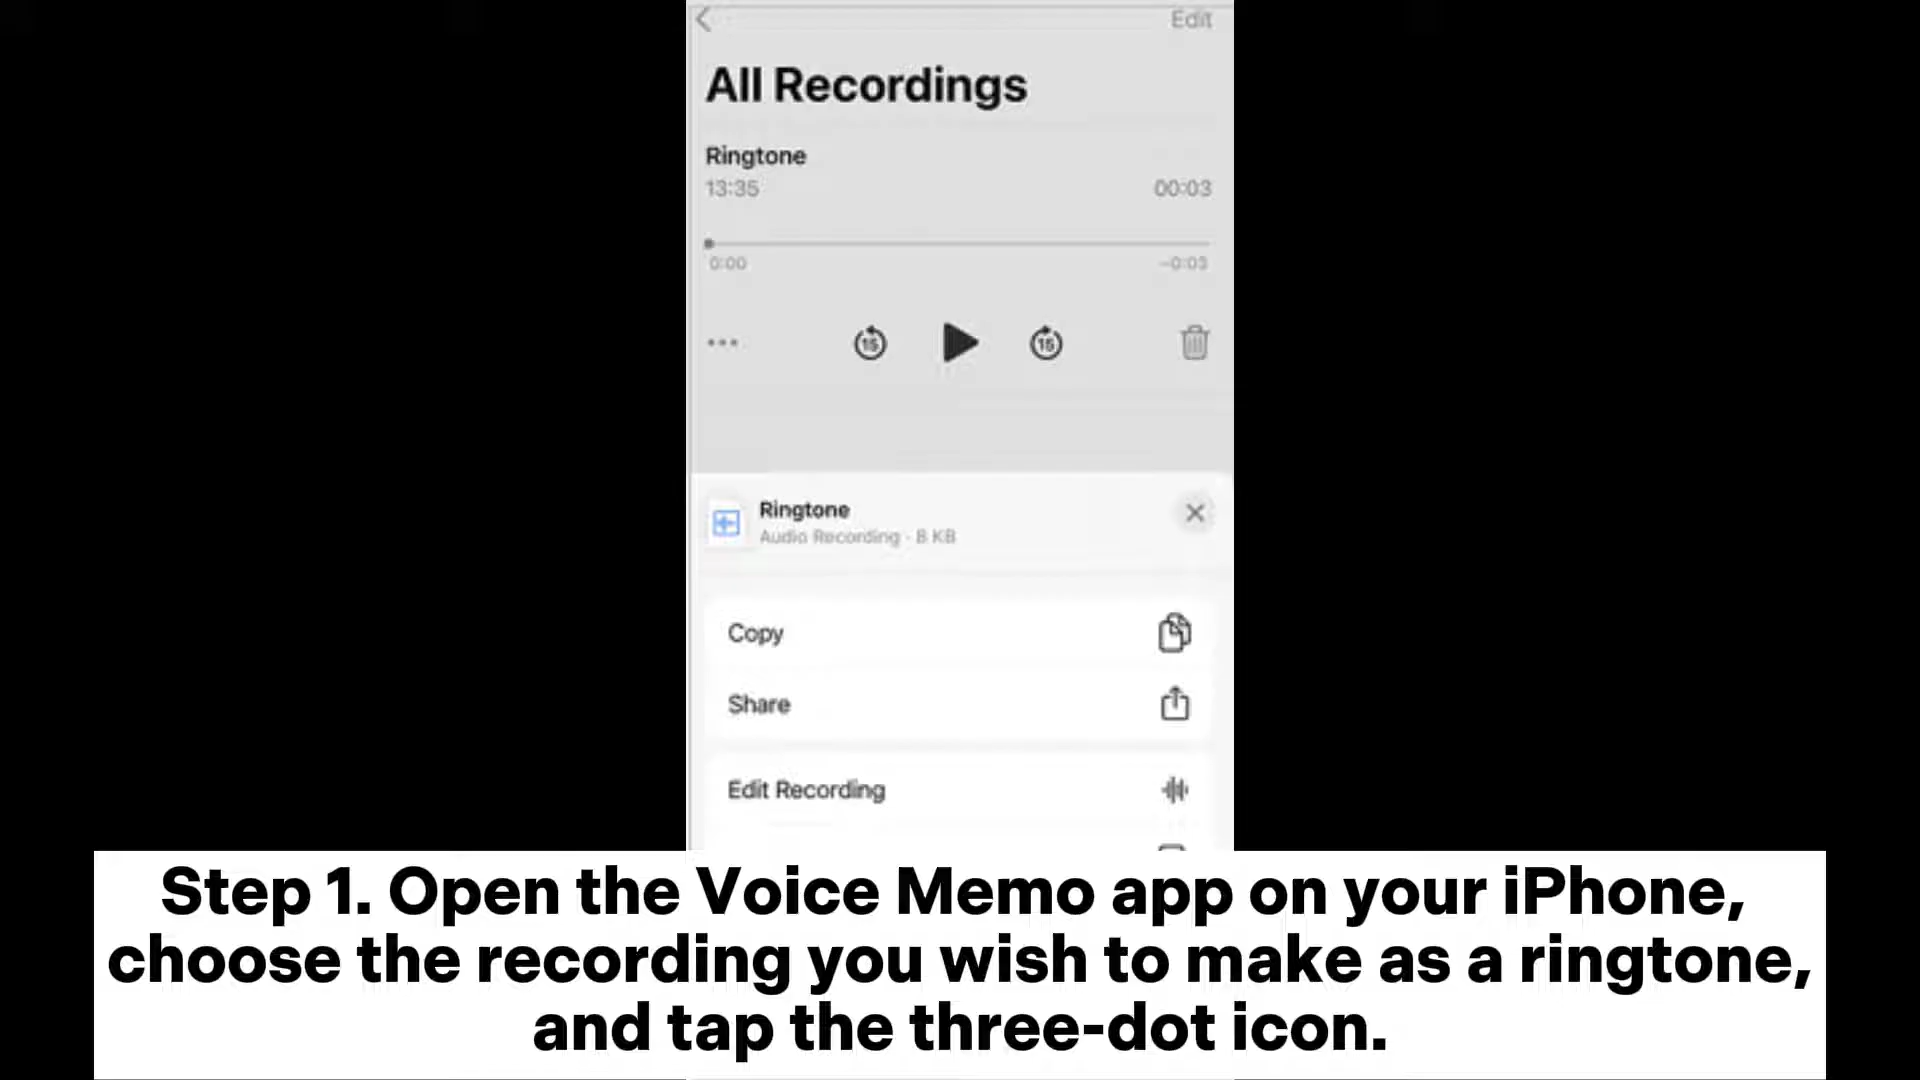 Edit
All Recordings
Ringtone
13:35
00:03
0:00
-0:03
15
15
Ringtone
Audio Recording · 8 KB
Copy
Share
Edit Recording
Step 1. Open the Voice Memo app on your iPhone,
choose the recording you wish to make as a ringtone,
and tap the three-dot icon.